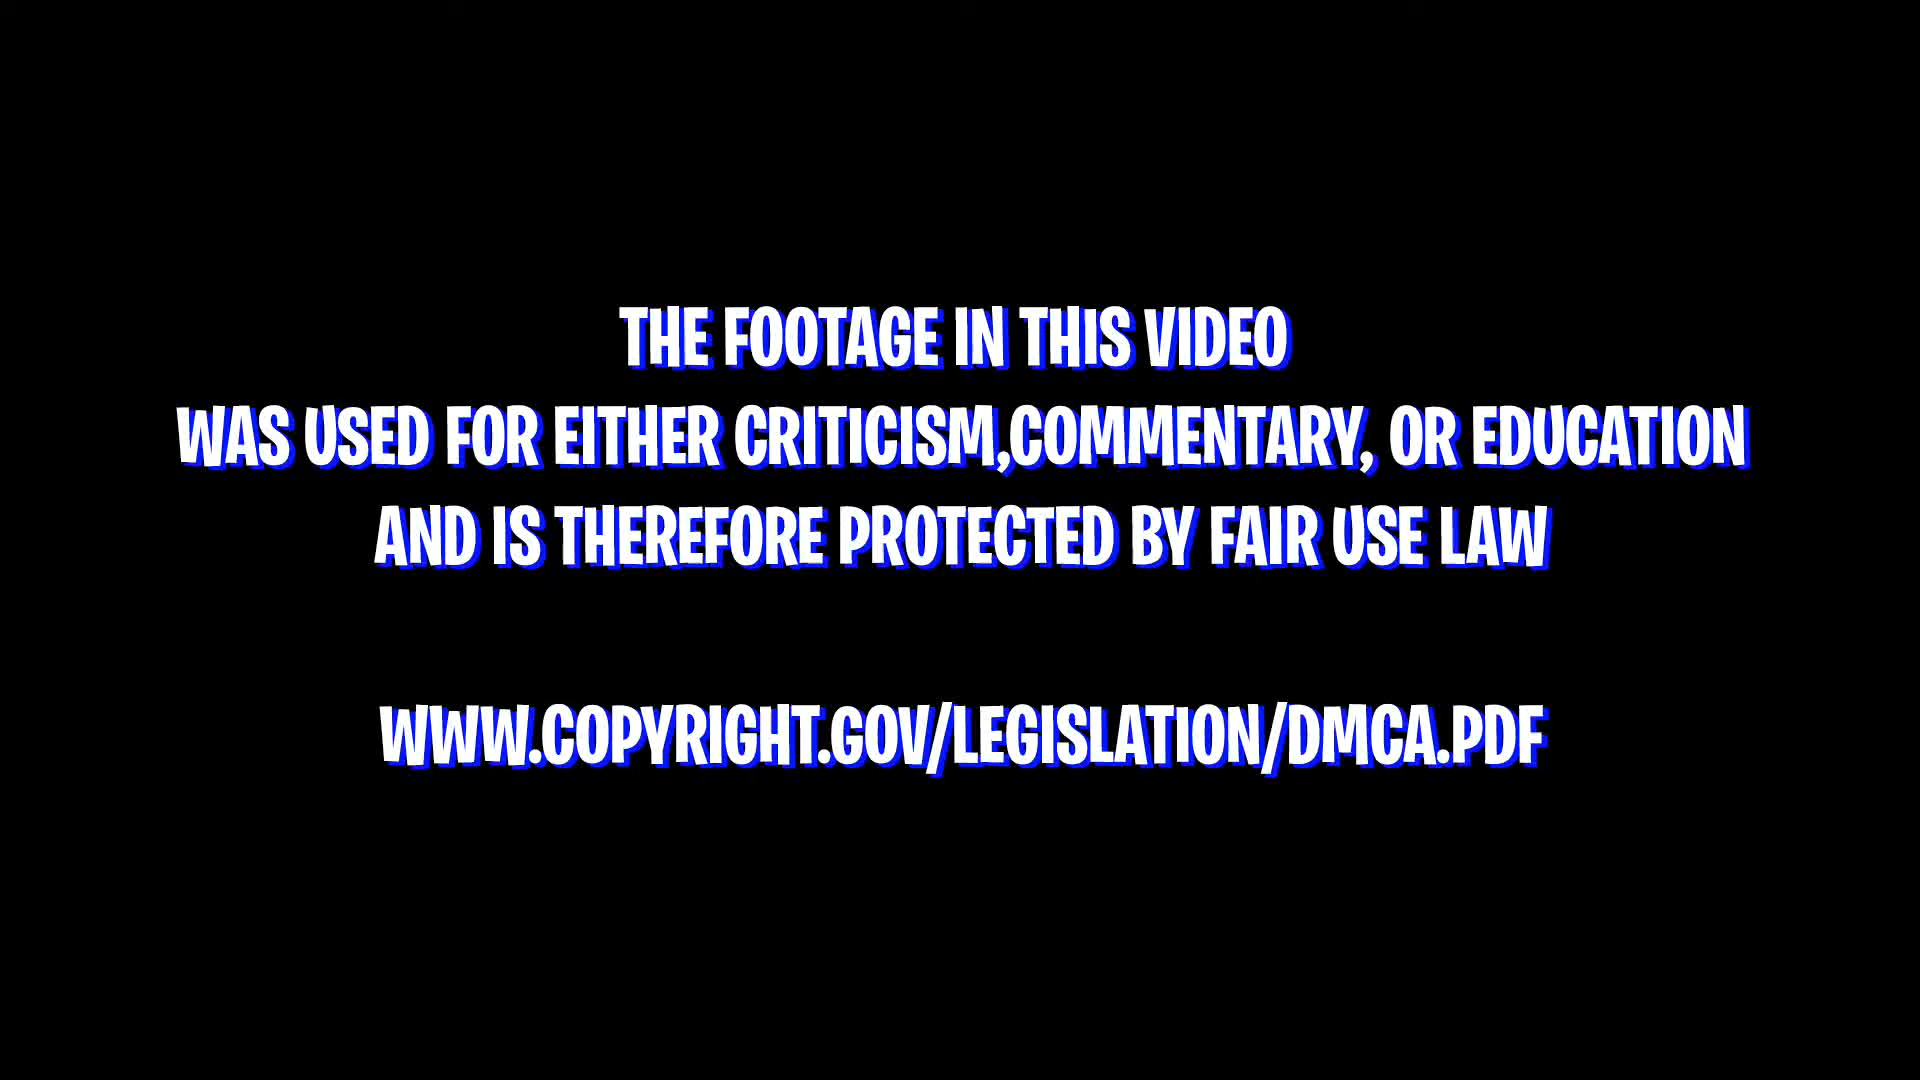 THE FOOTAGE IN THIS VIDEO
WAS USED FOR EITHER CRITICISM,COMMENTARY, OR EDUCATION
AND IS THEREFORE PROTECTED BY FAIR USE LAW
WWW.COPYRIGHT.GOV/LEGISLATION/DMCA.PDF